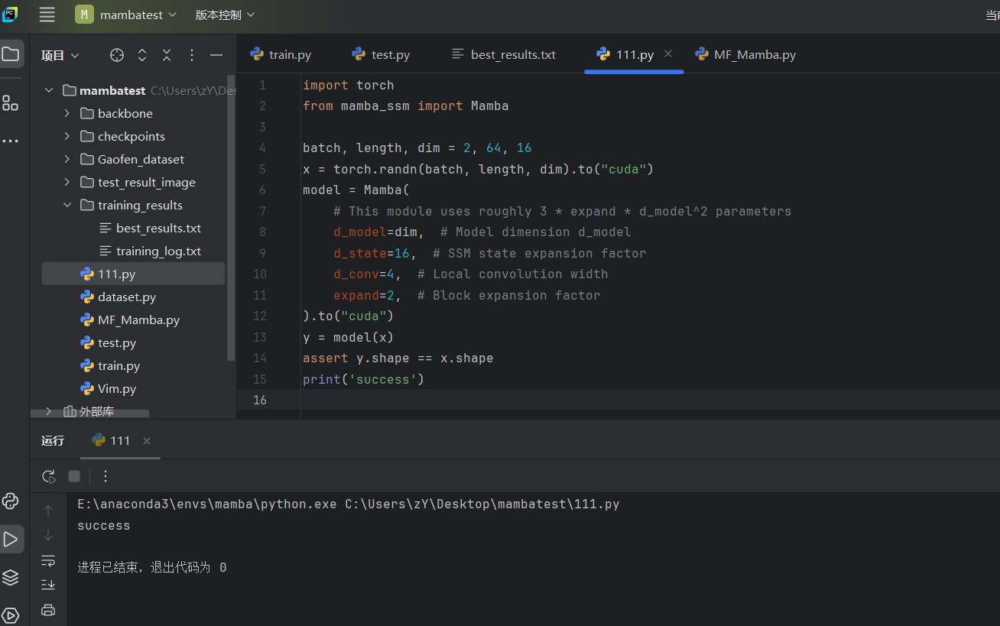 PC
M mambatest 版本控制
项目
train.py test.py best_results.txt 111.py MF_Mamba.py
mambatest C:\Users\zY\Des
backbone
checkpoints
Gaofen_dataset
test_result_image
training_results
best_results.txt
training_log.txt
111.py
dataset.py
MF_Mamba.py
test.py
train.py
Vim.py
外部库
1 import torch
2 from mamba_ssm import Mamba
3
4 batch, length, dim = 2, 64, 16
5 x = torch.randn(batch, length, dim).to("cuda")
6 model = Mamba(
7     # This module uses roughly 3 * expand * d_model^2 parameters
8     d_model=dim,  # Model dimension d_model
9     d_state=16,  # SSM state expansion factor
10     d_conv=4,  # Local convolution width
11     expand=2,  # Block expansion factor
12 ).to("cuda")
13 y = model(x)
14 assert y.shape == x.shape
15 print('success')
16
运行 111
E:\anaconda3\envs\mamba\python.exe C:\Users\zY\Desktop\mambatest\111.py
success
进程已结束，退出代码为 0